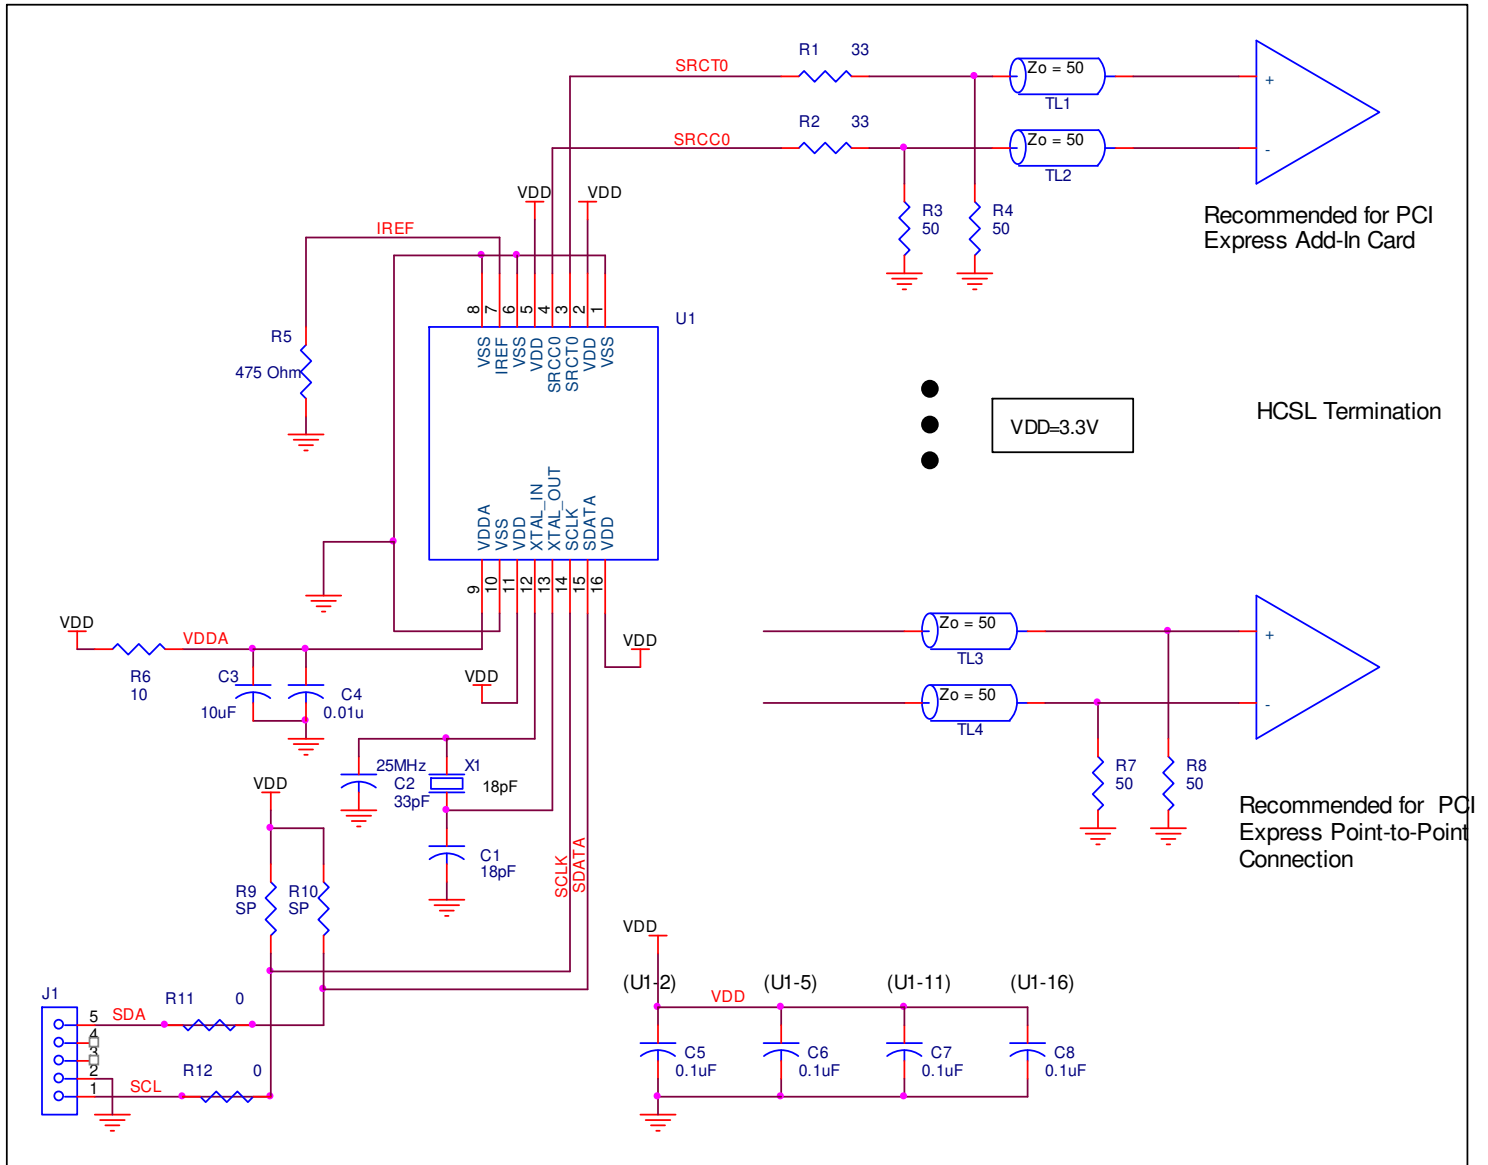 R1 33
SRCT0
Zo = 50
TL1
+
R2 33
SRCC0
Zo = 50
TL2
-
VDD
VDD
R3
50
R4
50
Recommended for PCI
Express Add-In Card
IREF
8
7
6
5
4
3
2
1
U1
VSS
IREF
VSS
VDD
SRCC0
SRCT0
VDD
VSS
R5
475 Ohm
VDD=3.3V
HCSL Termination
VDDA
VSS
VDD
XTAL_IN
XTAL_OUT
SCLK
SDATA
VDD
9
10
11
12
13
14
15
16
VDD
VDDA
R6
10
C3
10uF
C4
0.01u
VDD
VDD
Zo = 50
TL3
+
Zo = 50
TL4
-
R7
50
R8
50
Recommended for PCI
Express Point-to-Point
Connection
25MHz
X1
C2
33pF
18pF
C1
18pF
VDD
R9
SP
R10
SP
SCLK
SDATA
VDD
(U1-2)
(U1-5)
(U1-11)
(U1-16)
VDD
C5
0.1uF
C6
0.1uF
C7
0.1uF
C8
0.1uF
J1
R11 0
5
SDA
4
3
2
1
R12 0
SCL